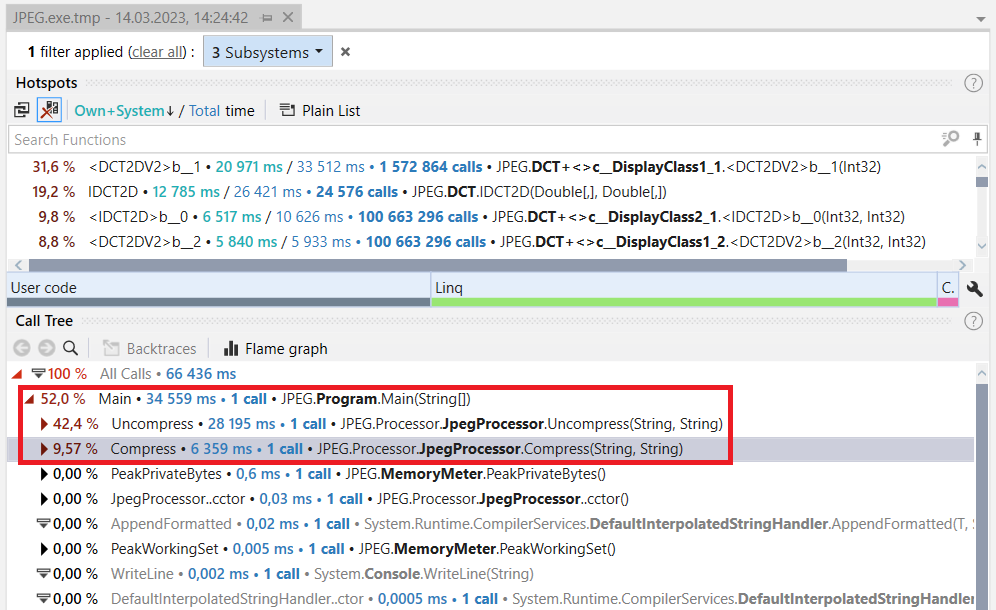 JPEG.exe.tmp - 14.03.2023, 14:24:42
1 filter applied (clear all) : 3 Subsystems
Hotspots
Own+System↓ / Total time Plain List
Search Functions
31,6 % <DCT2DV2>b__1 • 20 971 ms / 33 512 ms • 1 572 864 calls • JPEG.DCT+<>c__DisplayClass1_1.<DCT2DV2>b__1(Int32)
19,2 % IDCT2D • 12 785 ms / 26 421 ms • 24 576 calls • JPEG.DCT.IDCT2D(Double[,], Double[,])
9,8 % <IDCT2D>b__0 • 6 517 ms / 10 626 ms • 100 663 296 calls • JPEG.DCT+<>c__DisplayClass2_1.<IDCT2D>b__0(Int32, Int32)
8,8 % <DCT2DV2>b__2 • 5 840 ms / 5 933 ms • 100 663 296 calls • JPEG.DCT+<>c__DisplayClass1_2.<DCT2DV2>b__2(Int32, Int32)
User code Linq C.
Call Tree
Backtraces Flame graph
100 % All Calls • 66 436 ms
52,0 % Main • 34 559 ms • 1 call • JPEG.Program.Main(String[])
42,4 % Uncompress • 28 195 ms • 1 call • JPEG.Processor.JpegProcessor.Uncompress(String, String)
9,57 % Compress • 6 359 ms • 1 call • JPEG.Processor.JpegProcessor.Compress(String, String)
0,00 % PeakPrivateBytes • 0,6 ms • 1 call • JPEG.MemoryMeter.PeakPrivateBytes()
0,00 % JpegProcessor..cctor • 0,03 ms • 1 call • JPEG.Processor.JpegProcessor..cctor()
0,00 % AppendFormatted • 0,02 ms • 1 call • System.Runtime.CompilerServices.DefaultInterpolatedStringHandler.AppendFormatted(T,
0,00 % PeakWorkingSet • 0,005 ms • 1 call • JPEG.MemoryMeter.PeakWorkingSet()
0,00 % WriteLine • 0,002 ms • 1 call • System.Console.WriteLine(String)
0,00 % DefaultInterpolatedStringHandler..ctor • 0,0005 ms • 1 call • System.Runtime.CompilerServices.DefaultInterpolatedStringHandler